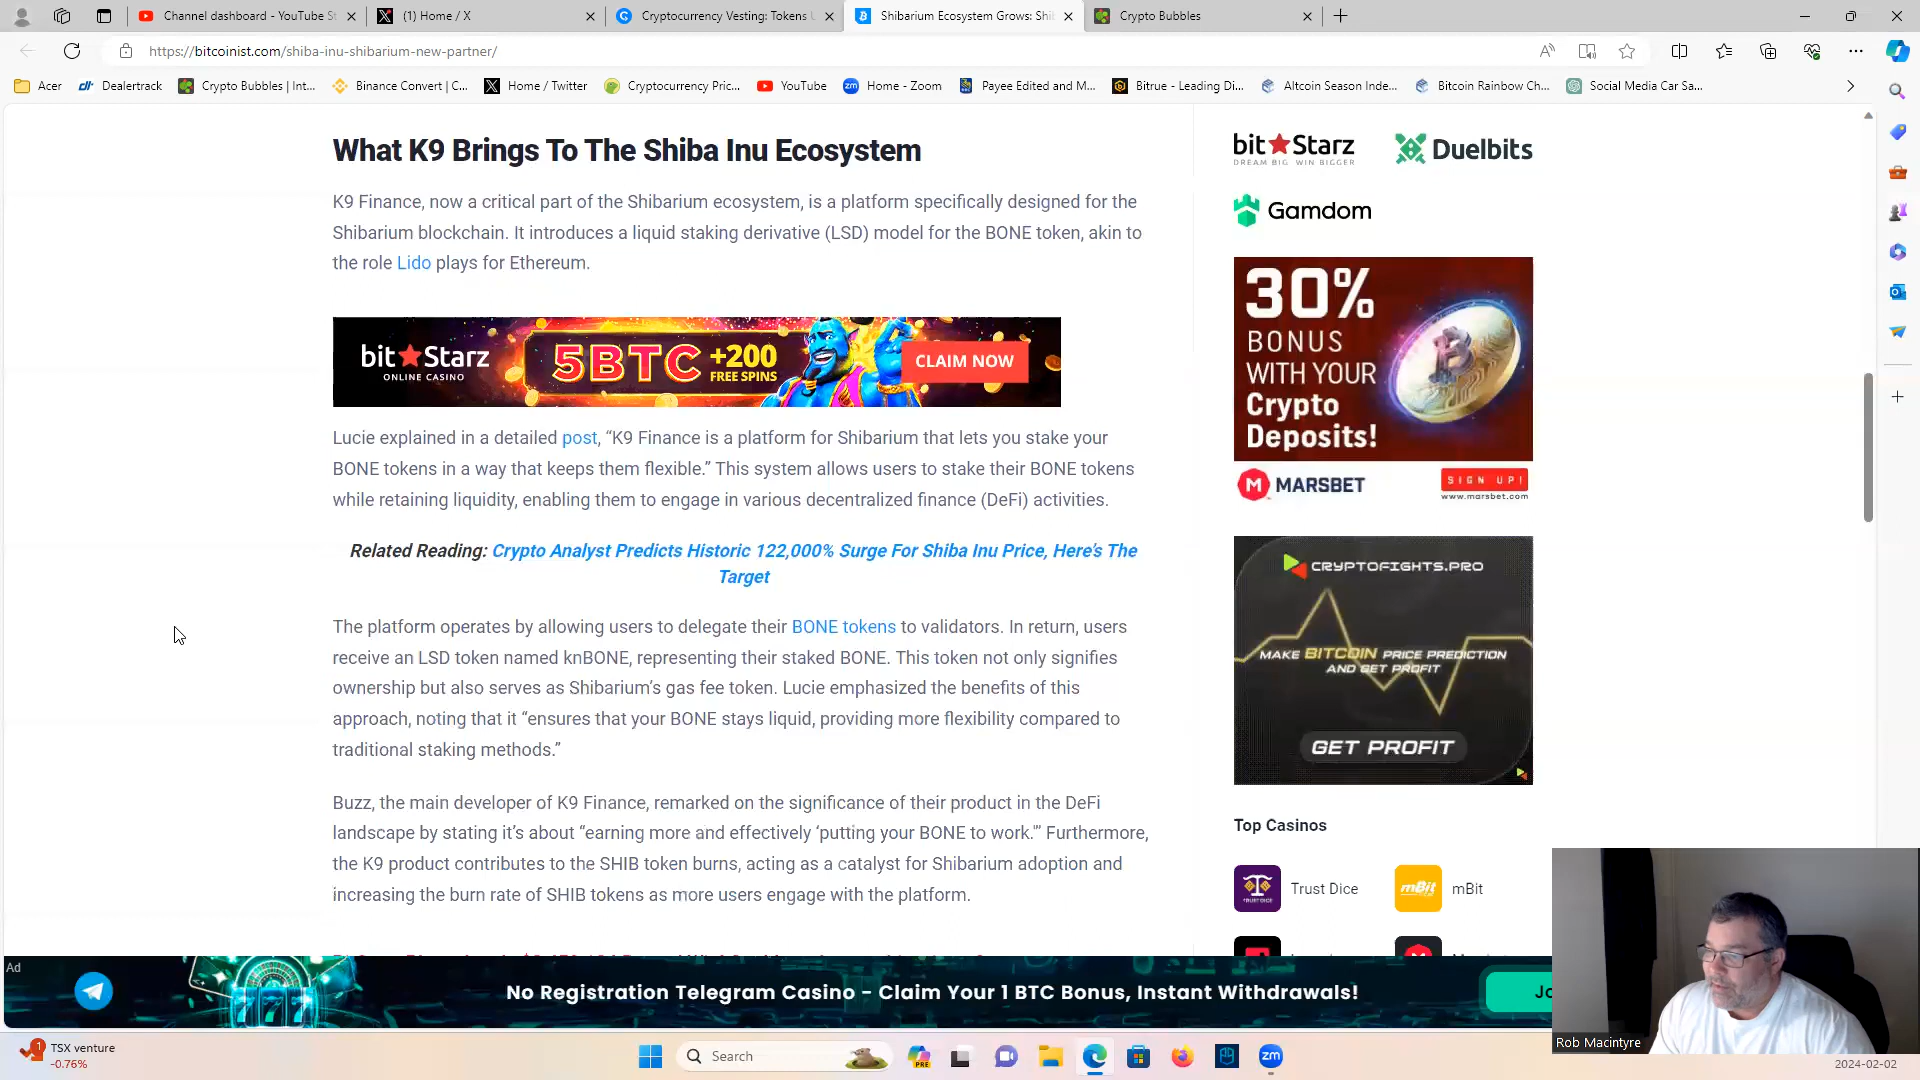 Channel dashboard - YouTube St
(1) Home / X
Cryptocurrency Vesting: Tokens U
Shibarium Ecosystem Grows: Shi
Crypto Bubbles
https://bitcoinist.com/shiba-inu-shibarium-new-partner/
Acer
Dealertrack
Crypto Bubbles | Int...
Binance Convert | C...
Home / Twitter
Cryptocurrency Pric...
YouTube
Home - Zoom
Payee Edited and M...
Bitrue - Leading Di...
Altcoin Season Inde...
Bitcoin Rainbow Ch...
Social Media Car Sa...
What K9 Brings To The Shiba Inu Ecosystem
K9 Finance, now a critical part of the Shibarium ecosystem, is a platform specifically designed for the
Shibarium blockchain. It introduces a liquid staking derivative (LSD) model for the BONE token, akin to
the role Lido plays for Ethereum.
bitStarz
ONLINE CASINO
5BTC +200
FREE SPINS
CLAIM NOW
Lucie explained in a detailed post, “K9 Finance is a platform for Shibarium that lets you stake your
BONE tokens in a way that keeps them flexible.” This system allows users to stake their BONE tokens
while retaining liquidity, enabling them to engage in various decentralized finance (DeFi) activities.
Related Reading: Crypto Analyst Predicts Historic 122,000% Surge For Shiba Inu Price, Here’s The
Target
The platform operates by allowing users to delegate their BONE tokens to validators. In return, users
receive an LSD token named knBONE, representing their staked BONE. This token not only signifies
ownership but also serves as Shibarium’s gas fee token. Lucie emphasized the benefits of this
approach, noting that it “ensures that your BONE stays liquid, providing more flexibility compared to
traditional staking methods.”
Buzz, the main developer of K9 Finance, remarked on the significance of their product in the DeFi
landscape by stating it’s about “earning more and effectively ‘putting your BONE to work.’” Furthermore,
the K9 product contributes to the SHIB token burns, acting as a catalyst for Shibarium adoption and
increasing the burn rate of SHIB tokens as more users engage with the platform.
bitStarz
DREAM BIG. WIN BIGGER
Duelbits
Gamdom
30%
BONUS
WITH YOUR
Crypto
Deposits!
MARSBET
SIGN UP!
www.marsbet.com
CRYPTOFIGHTS.PRO
MAKE BITCOIN PRICE PREDICTION
AND GET PROFIT
GET PROFIT
Top Casinos
TRUSTDICE
Trust Dice
mBit
mBit
Ad
777
No Registration Telegram Casino – Claim Your 1 BTC Bonus, Instant Withdrawals!
Jo
Rob Macintyre
1
TSX venture
-0.76%
Search
PRE
zm
2024-02-02